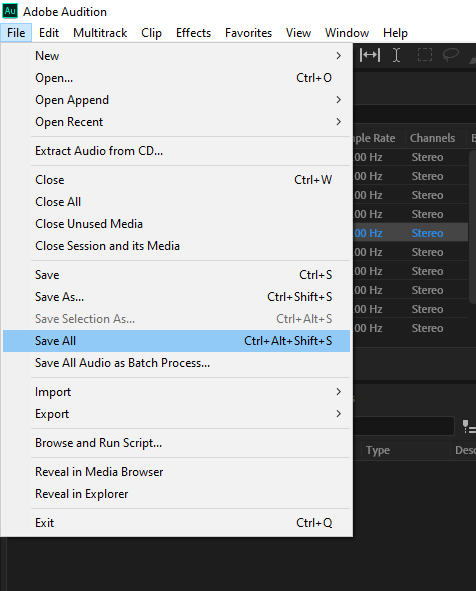 Au Adobe Audition
File Edit Multitrack Clip Effects Favorites View Window Help
New
Open... Ctrl+O
Open Append
Open Recent
Extract Audio from CD...
Close Ctrl+W
Close All
Close Unused Media
Close Session and its Media
Save Ctrl+S
Save As... Ctrl+Shift+S
Save Selection As... Ctrl+Alt+S
Save All Ctrl+Alt+Shift+S
Save All Audio as Batch Process...
Import
Export
Browse and Run Script...
Reveal in Media Browser
Reveal in Explorer
Exit Ctrl+Q
ple Rate Channels B
00 Hz Stereo
00 Hz Stereo
00 Hz Stereo
00 Hz Stereo
00 Hz Stereo
00 Hz Stereo
00 Hz Stereo
00 Hz Stereo
00 Hz Stereo
00 Hz Stereo
Type Desc